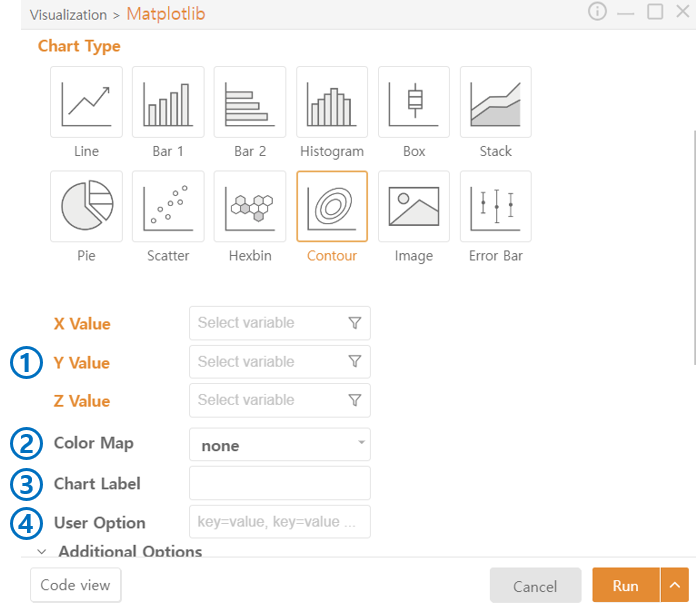 Visualization > Matplotlib
Chart Type
Line Bar 1 Bar 2 Histogram Box Stack
Pie Scatter Hexbin Contour Image Error Bar
X Value Select variable
① Y Value Select variable
Z Value Select variable
② Color Map none
③ Chart Label
④ User Option key=value, key=value ...
Additional Options
Code view Cancel Run